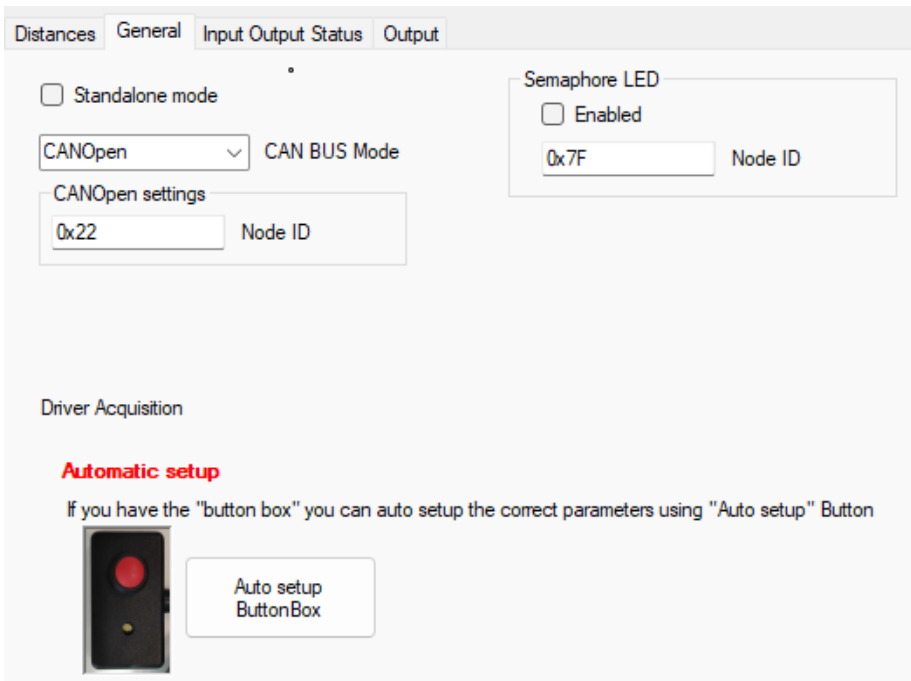 Distances General Input Output Status Output
Standalone mode
CANOpen CAN BUS Mode
CANOpen settings
0x22 Node ID
Semaphore LED
Enabled
0x7F Node ID
Driver Acquisition
Automatic setup
If you have the "button box" you can auto setup the correct parameters using "Auto setup" Button
Auto setup
ButtonBox